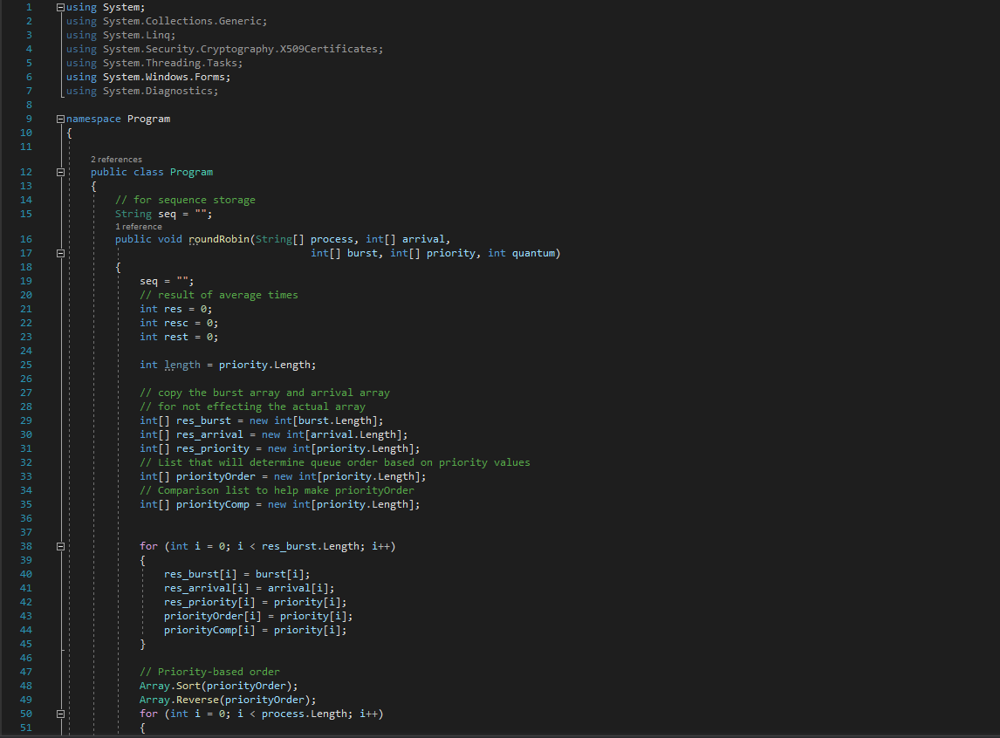 1 using System;
2 using System.Collections.Generic;
3 using System.Linq;
4 using System.Security.Cryptography.X509Certificates;
5 using System.Threading.Tasks;
6 using System.Windows.Forms;
7 using System.Diagnostics;
8
9 namespace Program
10 {
11
2 references
12 public class Program
13 {
14 // for sequence storage
15 String seq = "";
1 reference
16 public void roundRobin(String[] process, int[] arrival,
17 int[] burst, int[] priority, int quantum)
18 {
19 seq = "";
20 // result of average times
21 int res = 0;
22 int resc = 0;
23 int rest = 0;
24
25 int length = priority.Length;
26
27 // copy the burst array and arrival array
28 // for not effecting the actual array
29 int[] res_burst = new int[burst.Length];
30 int[] res_arrival = new int[arrival.Length];
31 int[] res_priority = new int[priority.Length];
32 // List that will determine queue order based on priority values
33 int[] priorityOrder = new int[priority.Length];
34 // Comparison list to help make priorityOrder
35 int[] priorityComp = new int[priority.Length];
36
37
38 for (int i = 0; i < res_burst.Length; i++)
39 {
40 res_burst[i] = burst[i];
41 res_arrival[i] = arrival[i];
42 res_priority[i] = priority[i];
43 priorityOrder[i] = priority[i];
44 priorityComp[i] = priority[i];
45 }
46
47 // Priority-based order
48 Array.Sort(priorityOrder);
49 Array.Reverse(priorityOrder);
50 for (int i = 0; i < process.Length; i++)
51 {